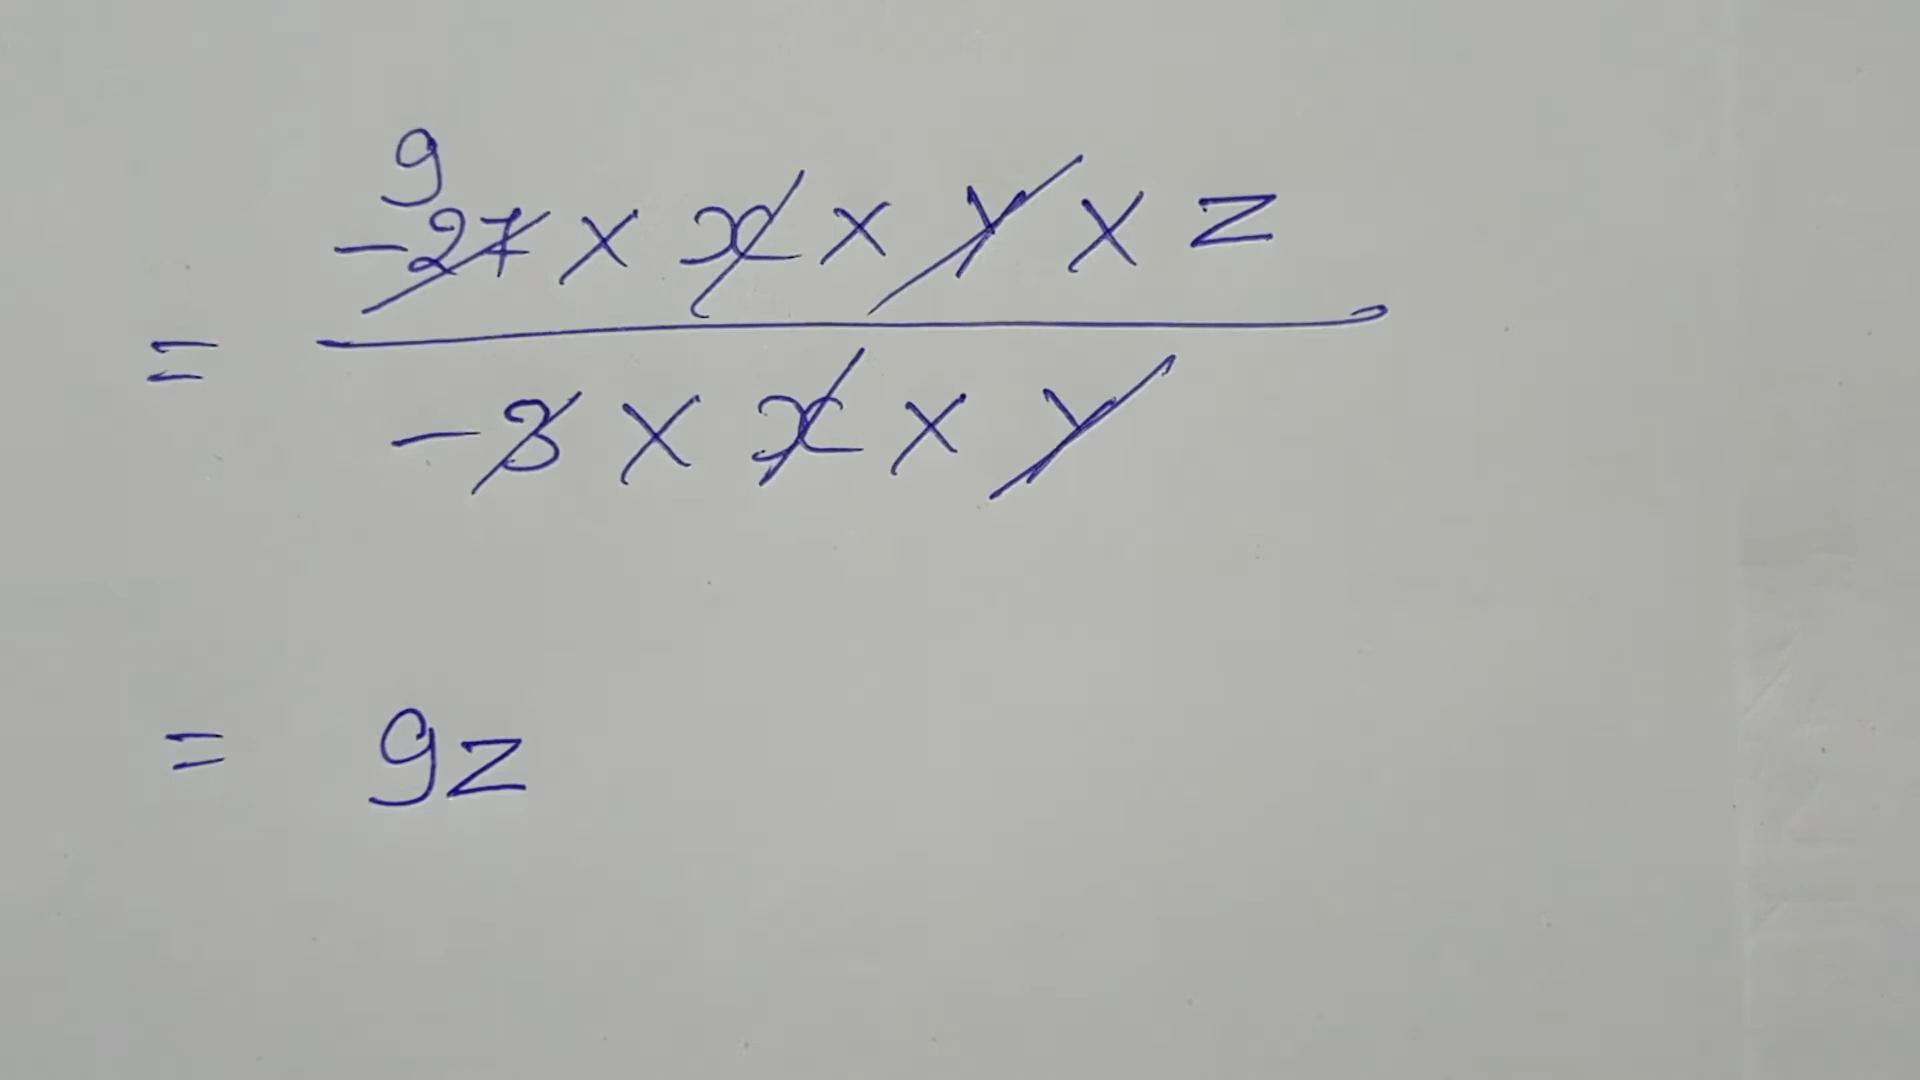 9
-27 × x × y × z
=
-3 × x × y
= 9z